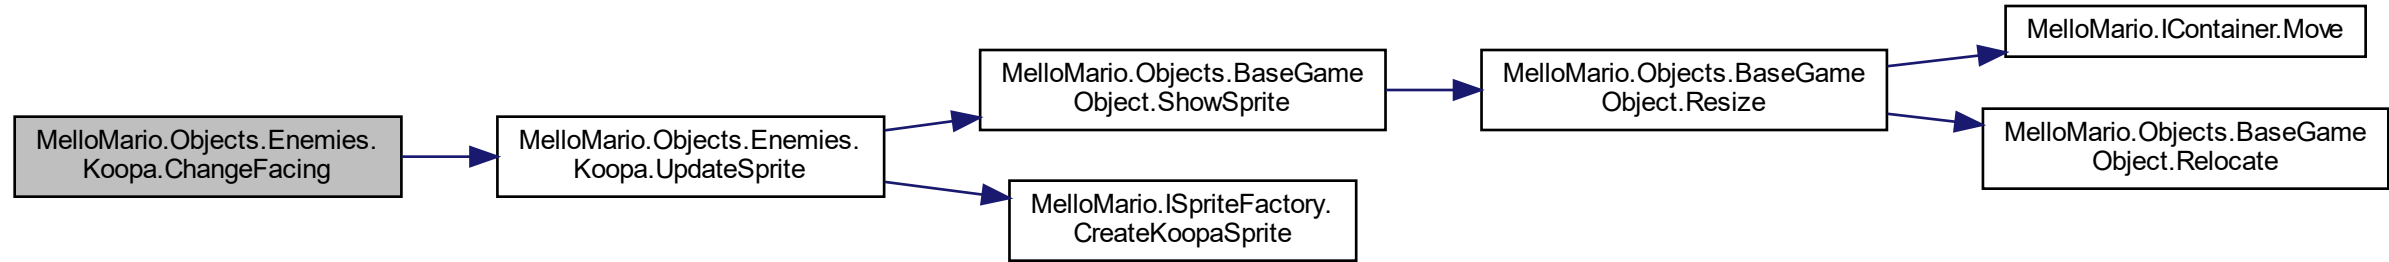 MelloMario.Objects.Enemies.
Koopa.ChangeFacing
MelloMario.Objects.Enemies.
Koopa.UpdateSprite
MelloMario.Objects.BaseGame
Object.ShowSprite
MelloMario.ISpriteFactory.
CreateKoopaSprite
MelloMario.Objects.BaseGame
Object.Resize
MelloMario.IContainer.Move
MelloMario.Objects.BaseGame
Object.Relocate